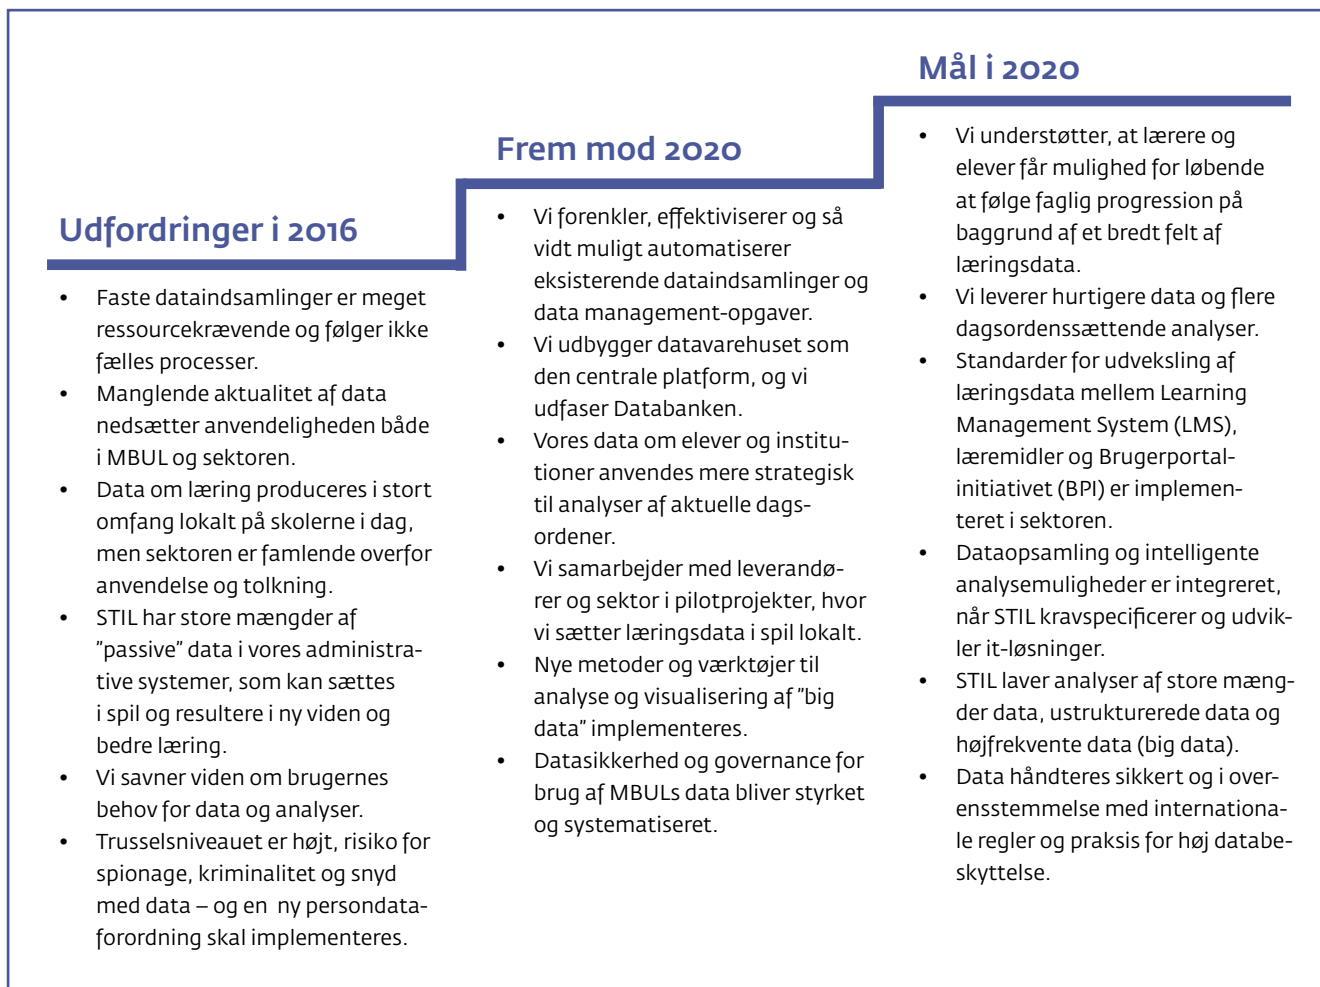 Udfordringer i 2016
• Faste dataindsamlinger er meget
ressourcekrævende og følger ikke
fælles processer.
• Manglende aktualitet af data
nedsætter anvendeligheden både
i MBUL og sektoren.
• Data om læring produceres i stort
omfang lokalt på skolerne i dag,
men sektoren er famlende overfor
anvendelse og tolkning.
• STIL har store mængder af
”passive” data i vores administra-
tive systemer, som kan sættes
i spil og resultere i ny viden og
bedre læring.
• Vi savner viden om brugernes
behov for data og analyser.
• Trusselsniveauet er højt, risiko for
spionage, kriminalitet og snyd
med data – og en ny persondata-
forordning skal implementeres.
Frem mod 2020
• Vi forenkler, effektiviserer og så
vidt muligt automatiserer
eksisterende dataindsamlinger og
data management-opgaver.
• Vi udbygger datavarehuset som
den centrale platform, og vi
udfaser Databanken.
• Vores data om elever og institu-
tioner anvendes mere strategisk
til analyser af aktuelle dags-
ordener.
• Vi samarbejder med leverandø-
rer og sektor i pilotprojekter, hvor
vi sætter læringsdata i spil lokalt.
• Nye metoder og værktøjer til
analyse og visualisering af ”big
data” implementeres.
• Datasikkerhed og governance for
brug af MBULs data bliver styrket
og systematiseret.
Mål i 2020
• Vi understøtter, at lærere og
elever får mulighed for løbende
at følge faglig progression på
baggrund af et bredt felt af
læringsdata.
• Vi leverer hurtigere data og flere
dagsordenssættende analyser.
• Standarder for udveksling af
læringsdata mellem Learning
Management System (LMS),
læremidler og Brugerportal-
initiativet (BPI) er implemen-
teret i sektoren.
• Dataopsamling og intelligente
analysemuligheder er integreret,
når STIL kravspecificerer og udvik-
ler it-løsninger.
• STIL laver analyser af store mæng-
der data, ustrukturerede data og
højfrekvente data (big data).
• Data håndteres sikkert og i over-
ensstemmelse med internationa-
le regler og praksis for høj databe-
skyttelse.